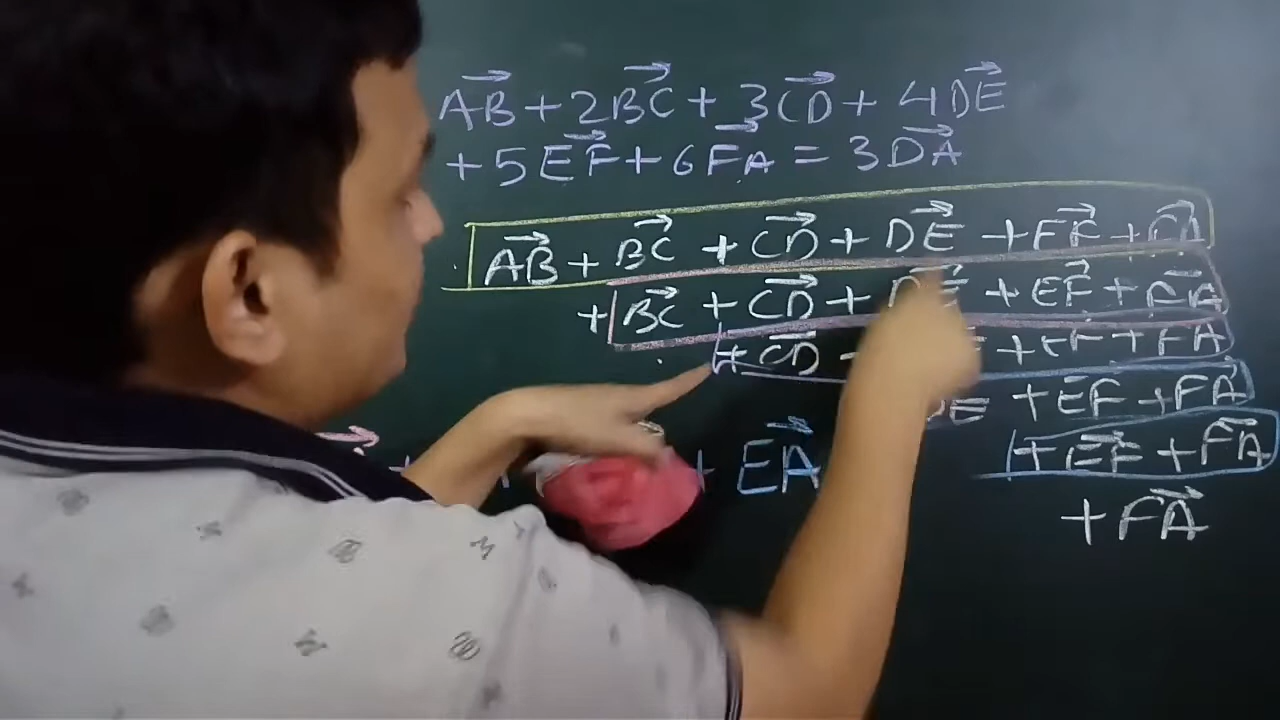 AB + 2BC + 3CD + 4DE
+ 5EF + 6FA = 3DA
AB + BC + CD + DE + EF +
+ BC + CD + + EF + FA
+ CD + EF + FA
DE + EF + FA
+ EF + FA
+ + EA
+ FA